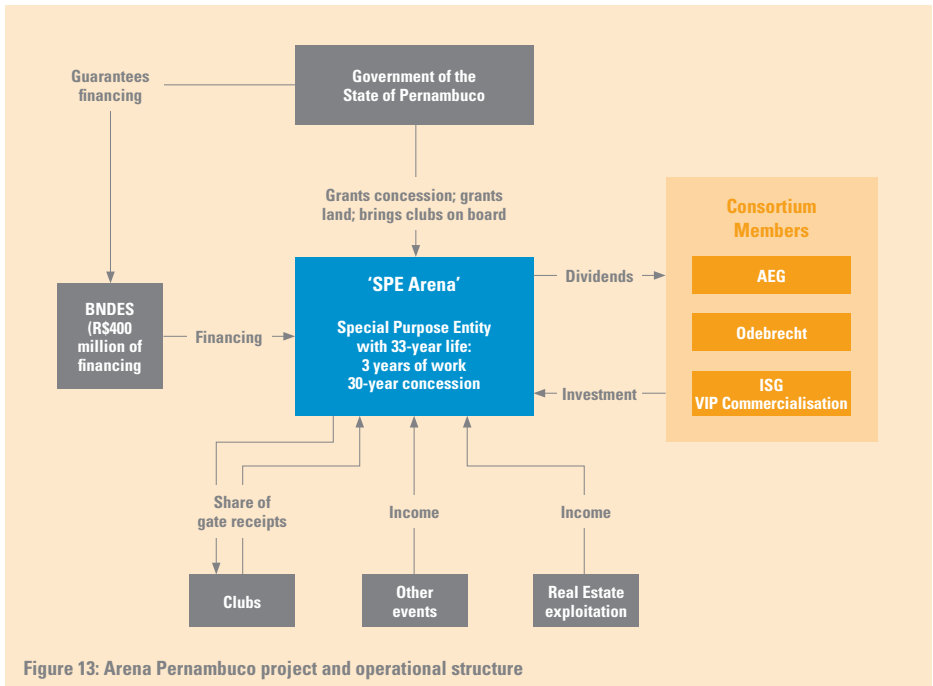 Guarantees
financing
Government of the
State of Pernambuco
Grants concession; grants
land; brings clubs on board
Consortium
Members
AEG
Odebrecht
ISG
VIP Commercialisation
Dividends
Investment
'SPE Arena'
Special Purpose Entity
with 33-year life:
3 years of work
30-year concession
BNDES
(R$400
million of
financing
Financing
Share of
gate receipts
Income
Income
Clubs
Other
events
Real Estate
exploitation
Figure 13: Arena Pernambuco project and operational structure